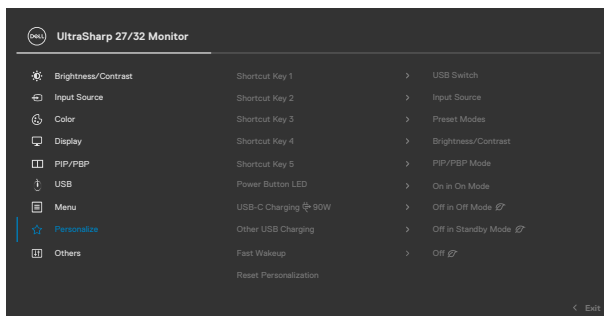 DELL UltraSharp 27/32 Monitor
Brightness/Contrast Shortcut Key 1 > USB Switch
Input Source Shortcut Key 2 > Input Source
Color Shortcut Key 3 > Preset Modes
Display Shortcut Key 4 > Brightness/Contrast
PIP/PBP Shortcut Key 5 > PIP/PBP Mode
USB Power Button LED > On in On Mode
Menu USB-C Charging 90W > Off in Off Mode
Personalize Other USB Charging > Off in Standby Mode
Others Fast Wakeup > Off
Reset Personalization
< Exit